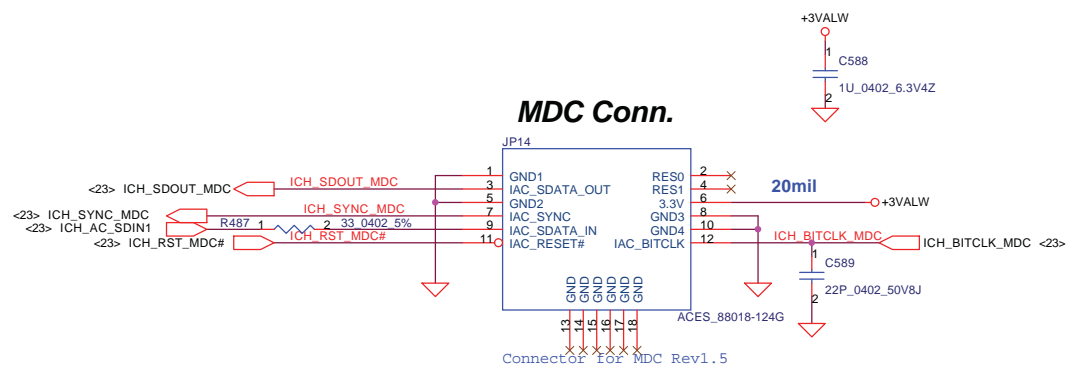 +3VALW
1
C588
1U_0402_6.3V4Z
2
MDC Conn.
JP14
1 GND1 RES0 2
<23> ICH_SDOUT_MDC ICH_SDOUT_MDC 3 IAC_SDATA_OUT RES1 4
20mil
5 GND2 3.3V 6 +3VALW
<23> ICH_SYNC_MDC ICH_SYNC_MDC 7 IAC_SYNC GND3 8
<23> ICH_AC_SDIN1 R487 1 2 33_0402_5% 9 IAC_SDATA_IN GND4 10
<23> ICH_RST_MDC# ICH_RST_MDC# 11 IAC_RESET# IAC_BITCLK 12 ICH_BITCLK_MDC ICH_BITCLK_MDC <23>
1
C589
22P_0402_50V8J
2
GND GND GND GND GND GND
ACES_88018-124G
13 14 15 16 17 18
Connector for MDC Rev1.5